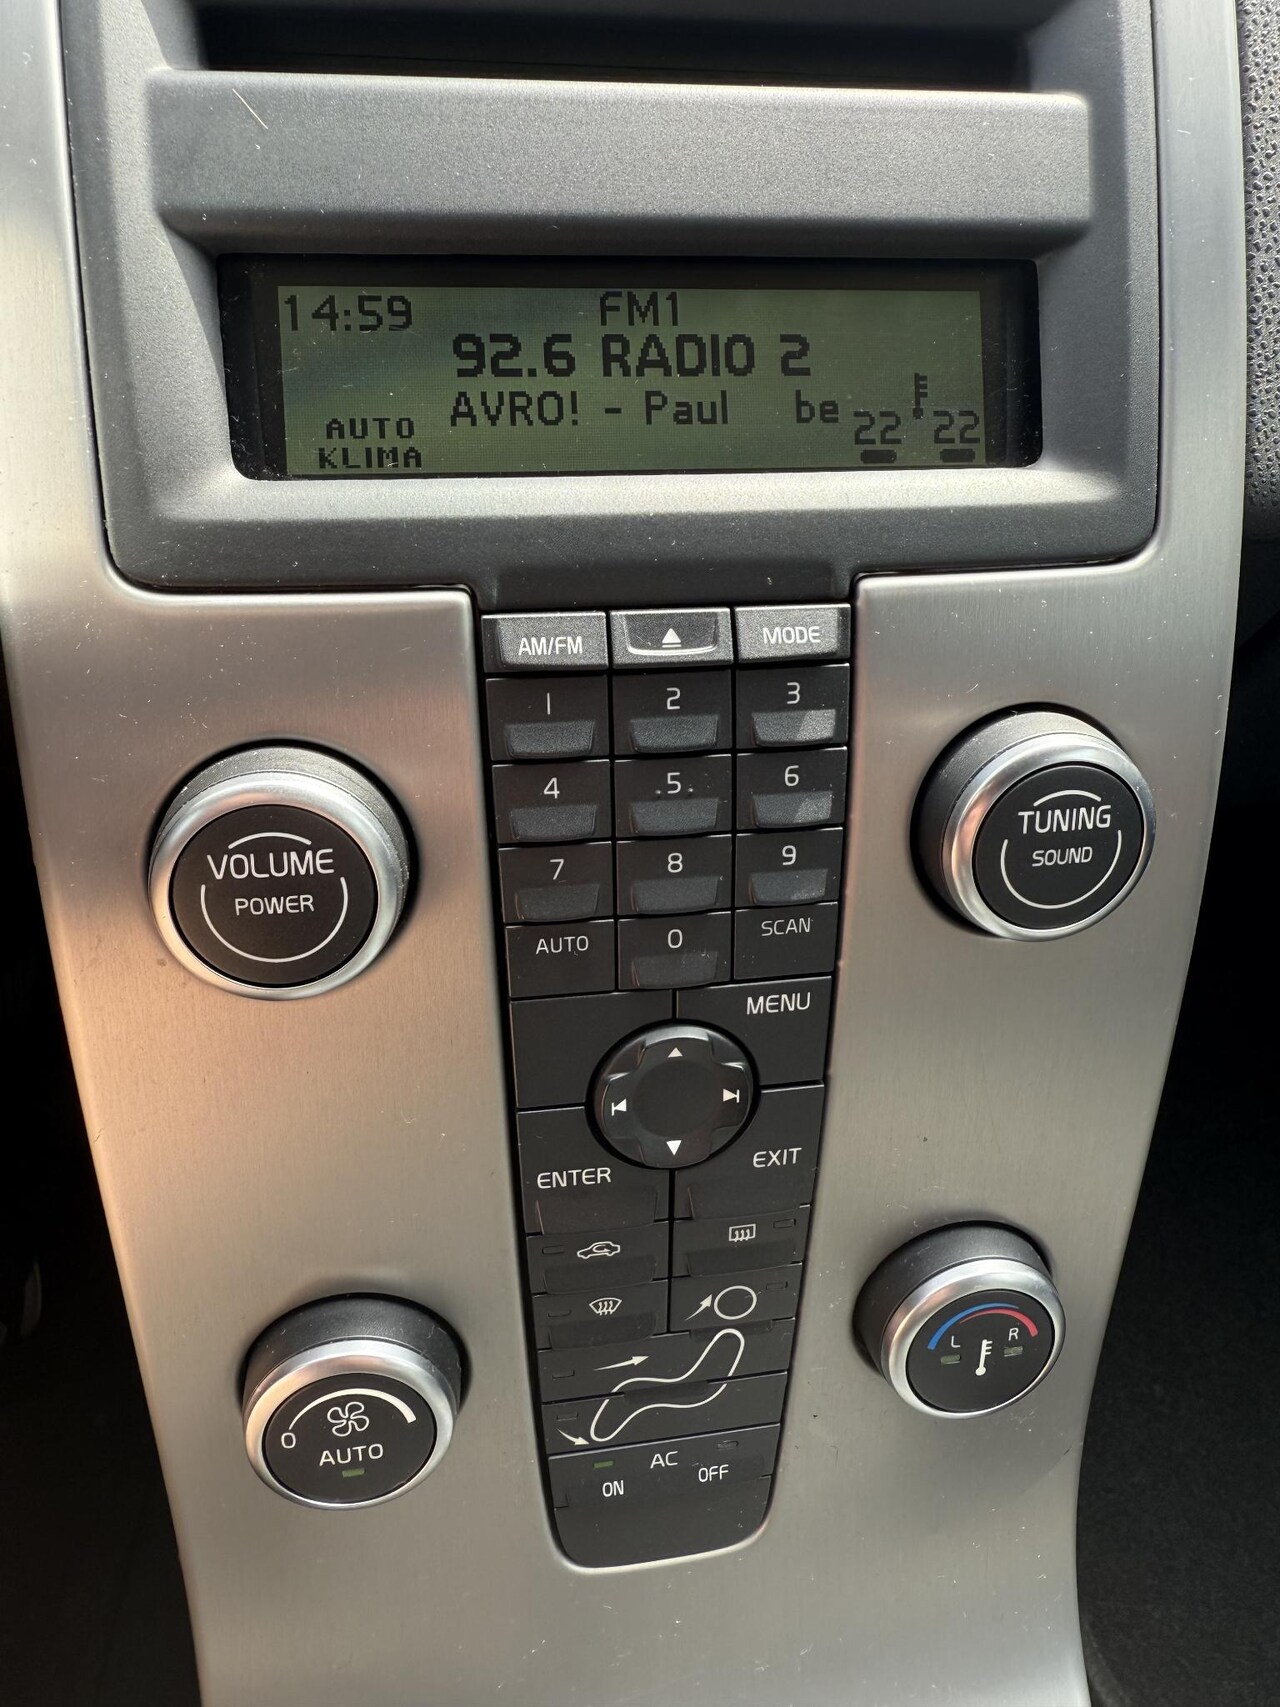 14:59 FM1
92.6 RADIO 2
AVRO! - Paul be
AUTO 22 22
KLIMA
AM/FM MODE
1 2 3
4 .5. 6
7 8 9
AUTO 0 SCAN
VOLUME
POWER
TUNING
SOUND
MENU
ENTER EXIT
L R
0
AUTO
AC
ON OFF